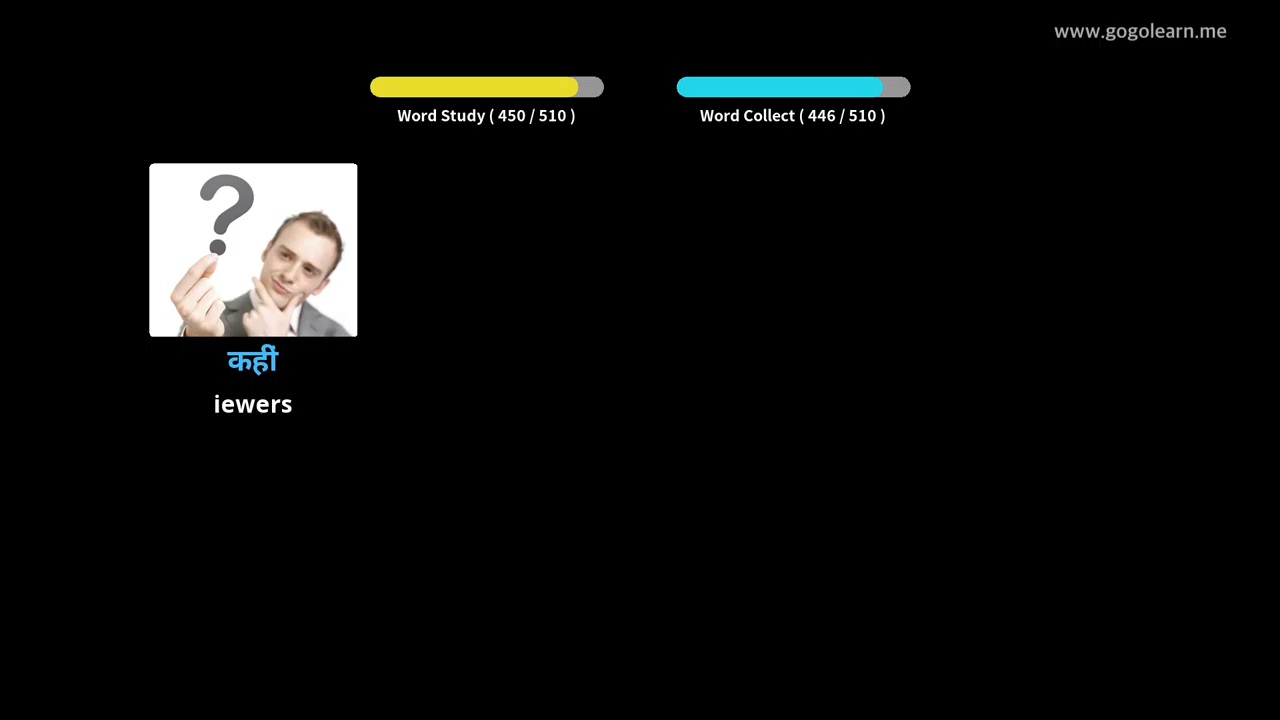 www.gogolearn.me
Word Study ( 450 / 510 )
Word Collect ( 446 / 510 )
?
कहीं
iewers